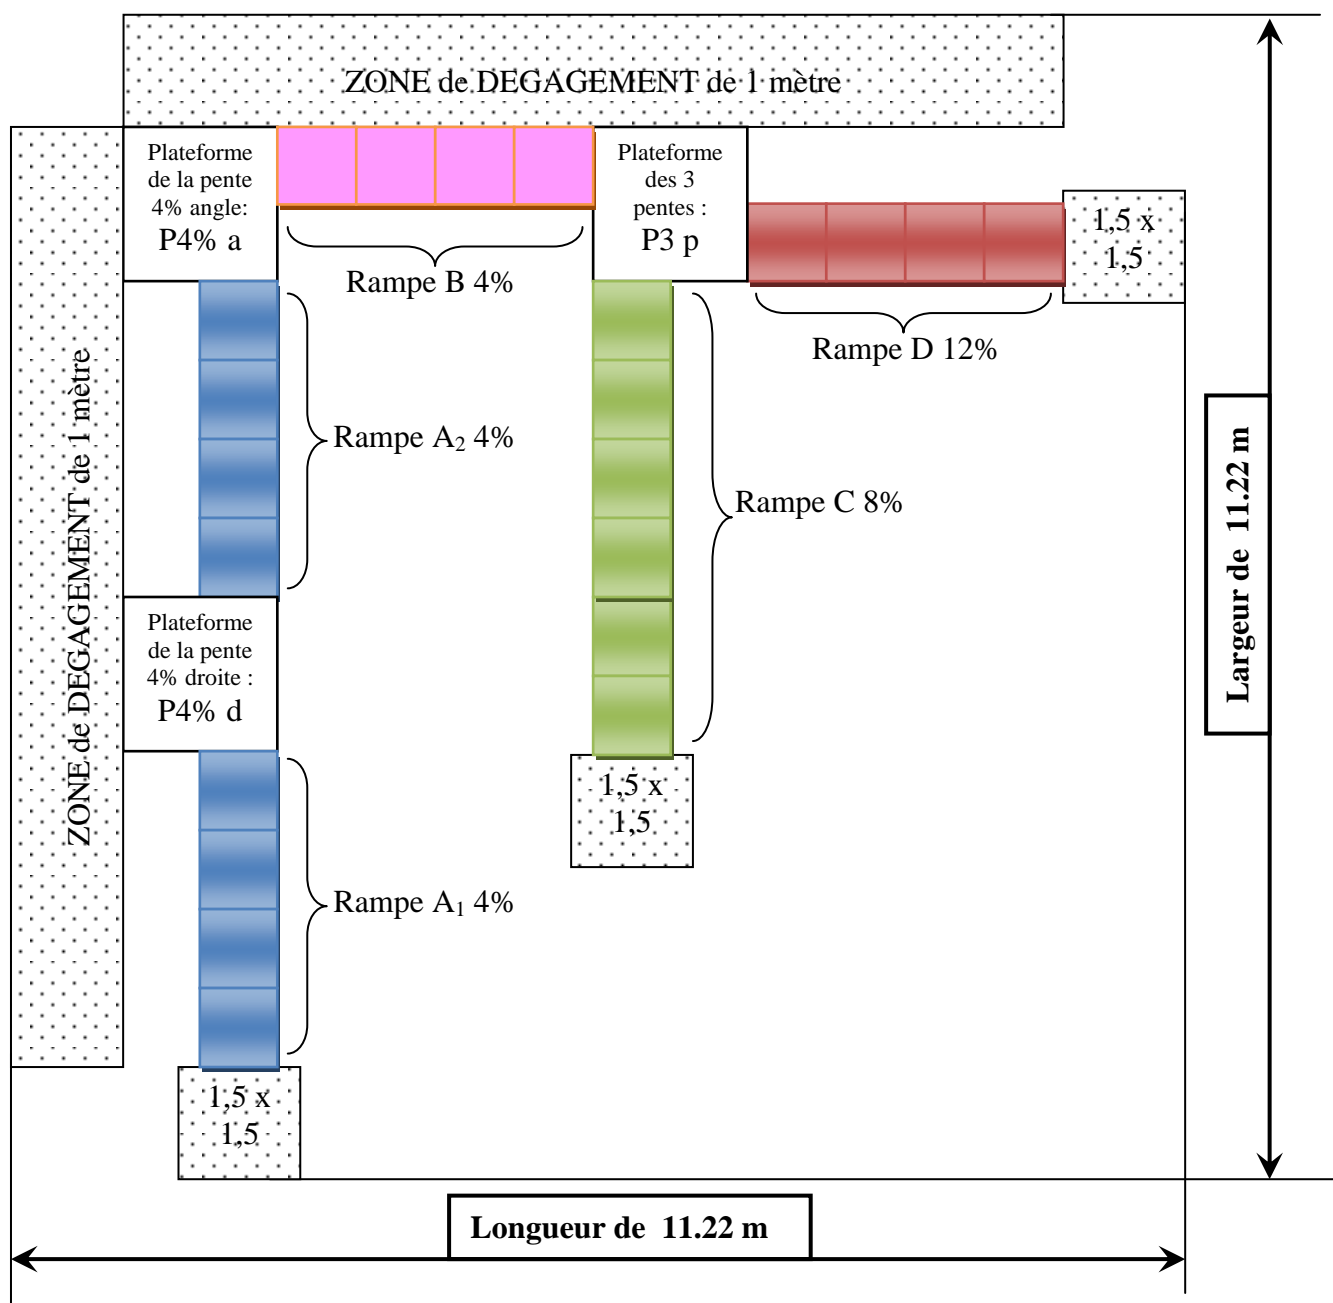 ZONE de DEGAGEMENT de 1 mètre
Plateforme
de la pente
4% angle:
P4% a
Plateforme
des 3
pentes :
P3 p
1,5 x
1,5
Rampe B 4%
Rampe D 12%
ZONE de DEGAGEMENT de 1 mètre
Rampe A₂ 4%
Rampe C 8%
Largeur de 11.22 m
Plateforme
de la pente
4% droite :
P4% d
1,5 x
1,5
Rampe A₁ 4%
1,5 x
1,5
Longueur de 11.22 m